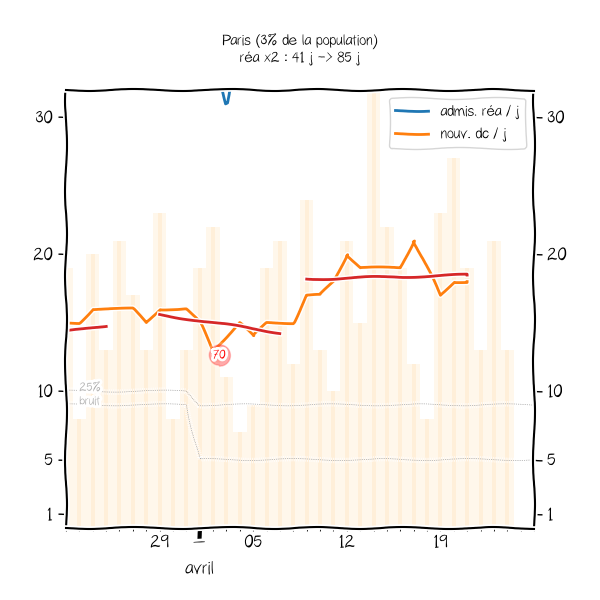 Paris (3% de la population)
réa x2 : 41 j -> 85 j
admis. réa / j
nouv. dc / j
30
30
20
20
70
25%
bruit
10
10
5
5
1
1
29
1
05
12
19
avril